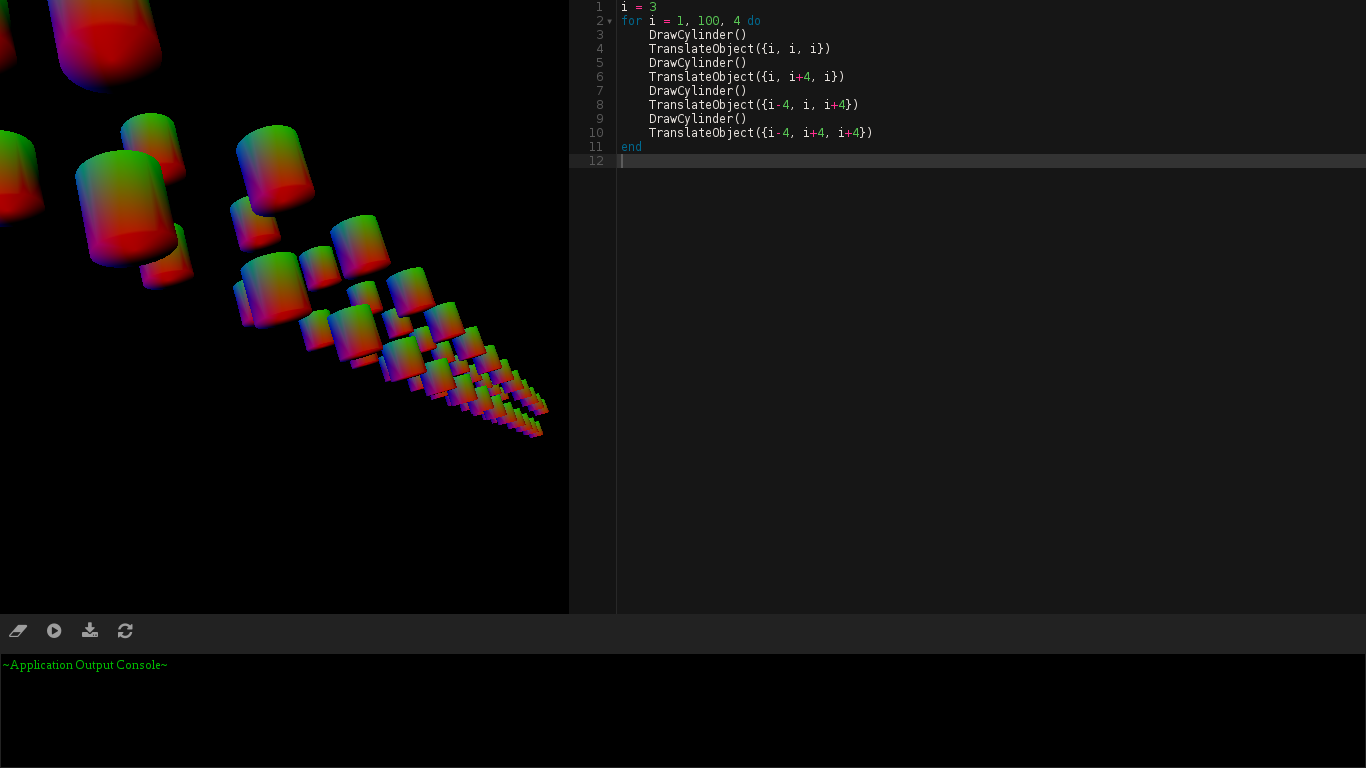 1 i = 3
2 for i = 1, 100, 4 do
3 DrawCylinder()
4 TranslateObject({i, i, i})
5 DrawCylinder()
6 TranslateObject({i, i+4, i})
7 DrawCylinder()
8 TranslateObject({i-4, i, i+4})
9 DrawCylinder()
10 TranslateObject({i-4, i+4, i+4})
11 end
12
~Application Output Console~